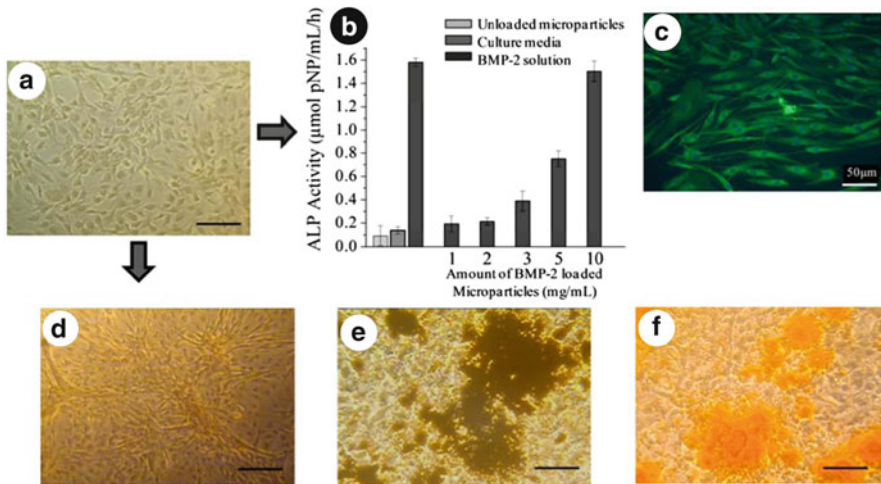 a
b
Unloaded microparticles
Culture media
BMP-2 solution
ALP Activity (μmol pNP/mL/h)
1.6
1.4
1.2
1.0
0.8
0.6
0.4
0.2
0.0
1 2 3 5 10
Amount of BMP-2 loaded
Microparticles (mg/mL)
c
50μm
d
e
f